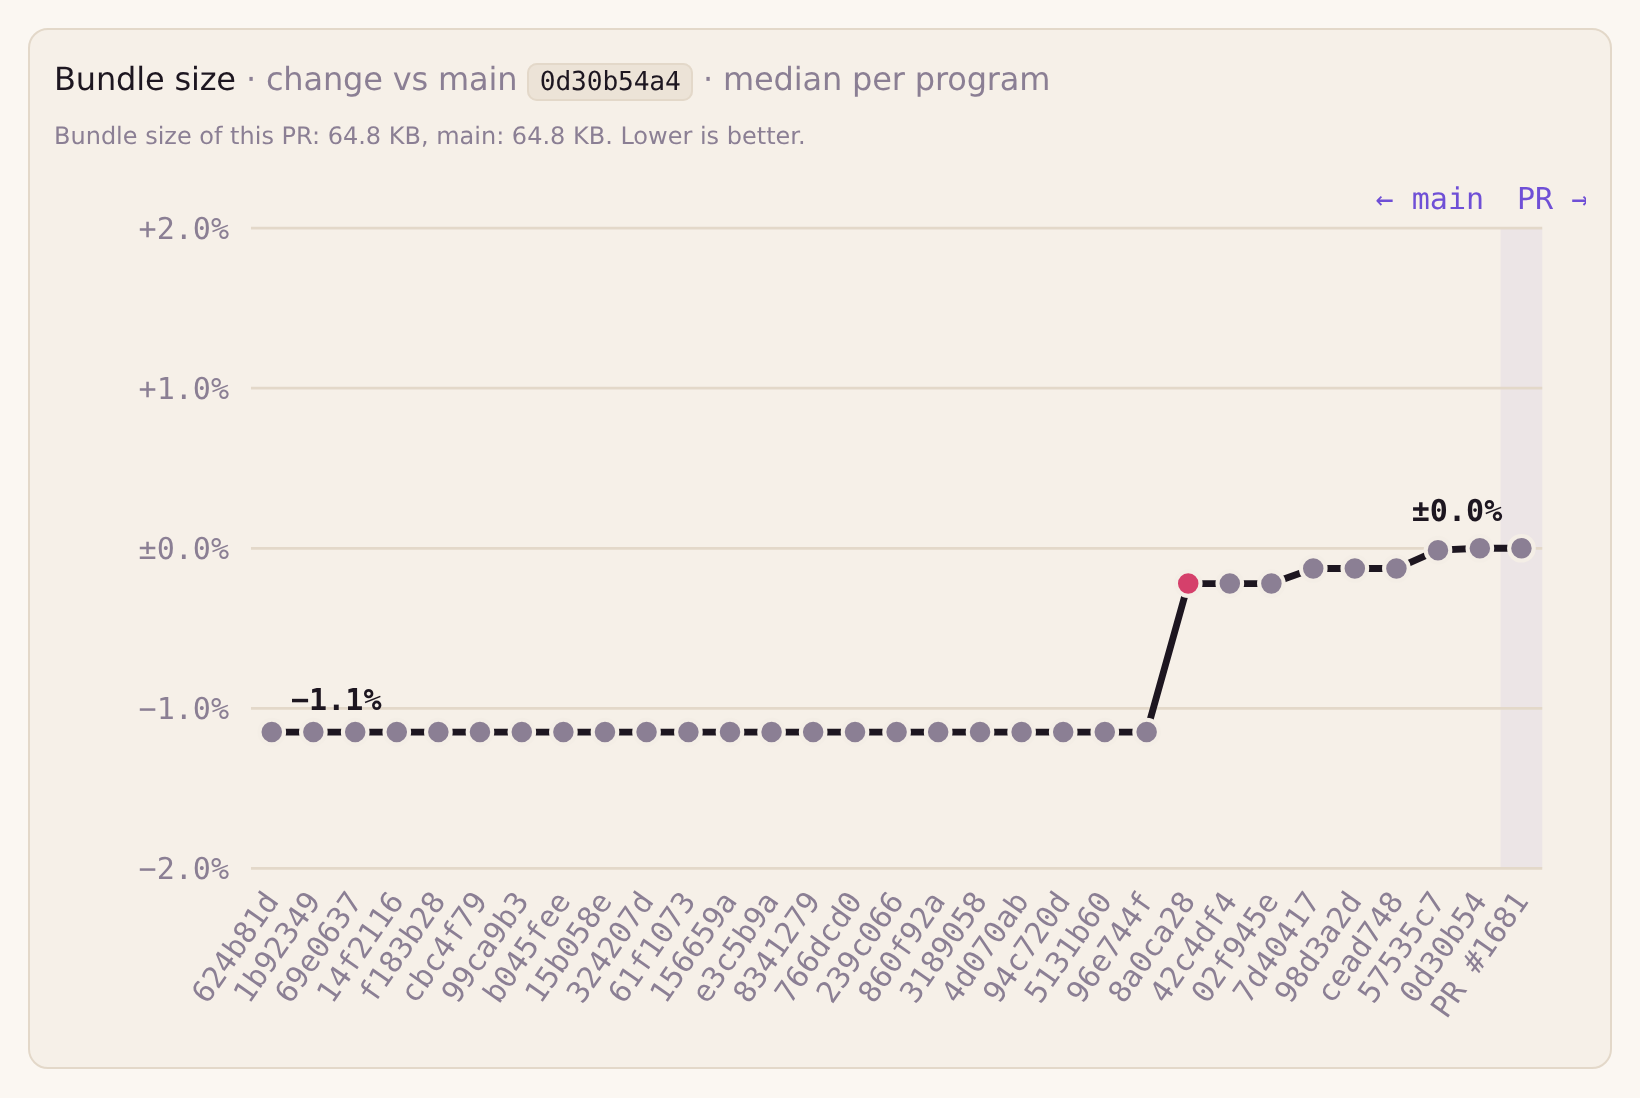 Bundle size · change vs main 0d30b54a4 · median per program
Bundle size of this PR: 64.8 KB, main: 64.8 KB. Lower is better.
← main PR →
+2.0%
+1.0%
±0.0%
−1.0%
−2.0%
±0.0%
−1.1%
624b81d
1b92349
69e0637
14f2116
f183b28
cbc4f79
99ca9b3
b045fee
15b058e
324207d
61f1073
156659a
e3c5b9a
8341279
766dcd0
239c066
860f92a
3189058
4d070ab
94c720d
5131b60
96e744f
8a0ca28
42c4df4
02f945e
7d40417
98d3a2d
cead748
57535c7
0d30b54
PR #1681